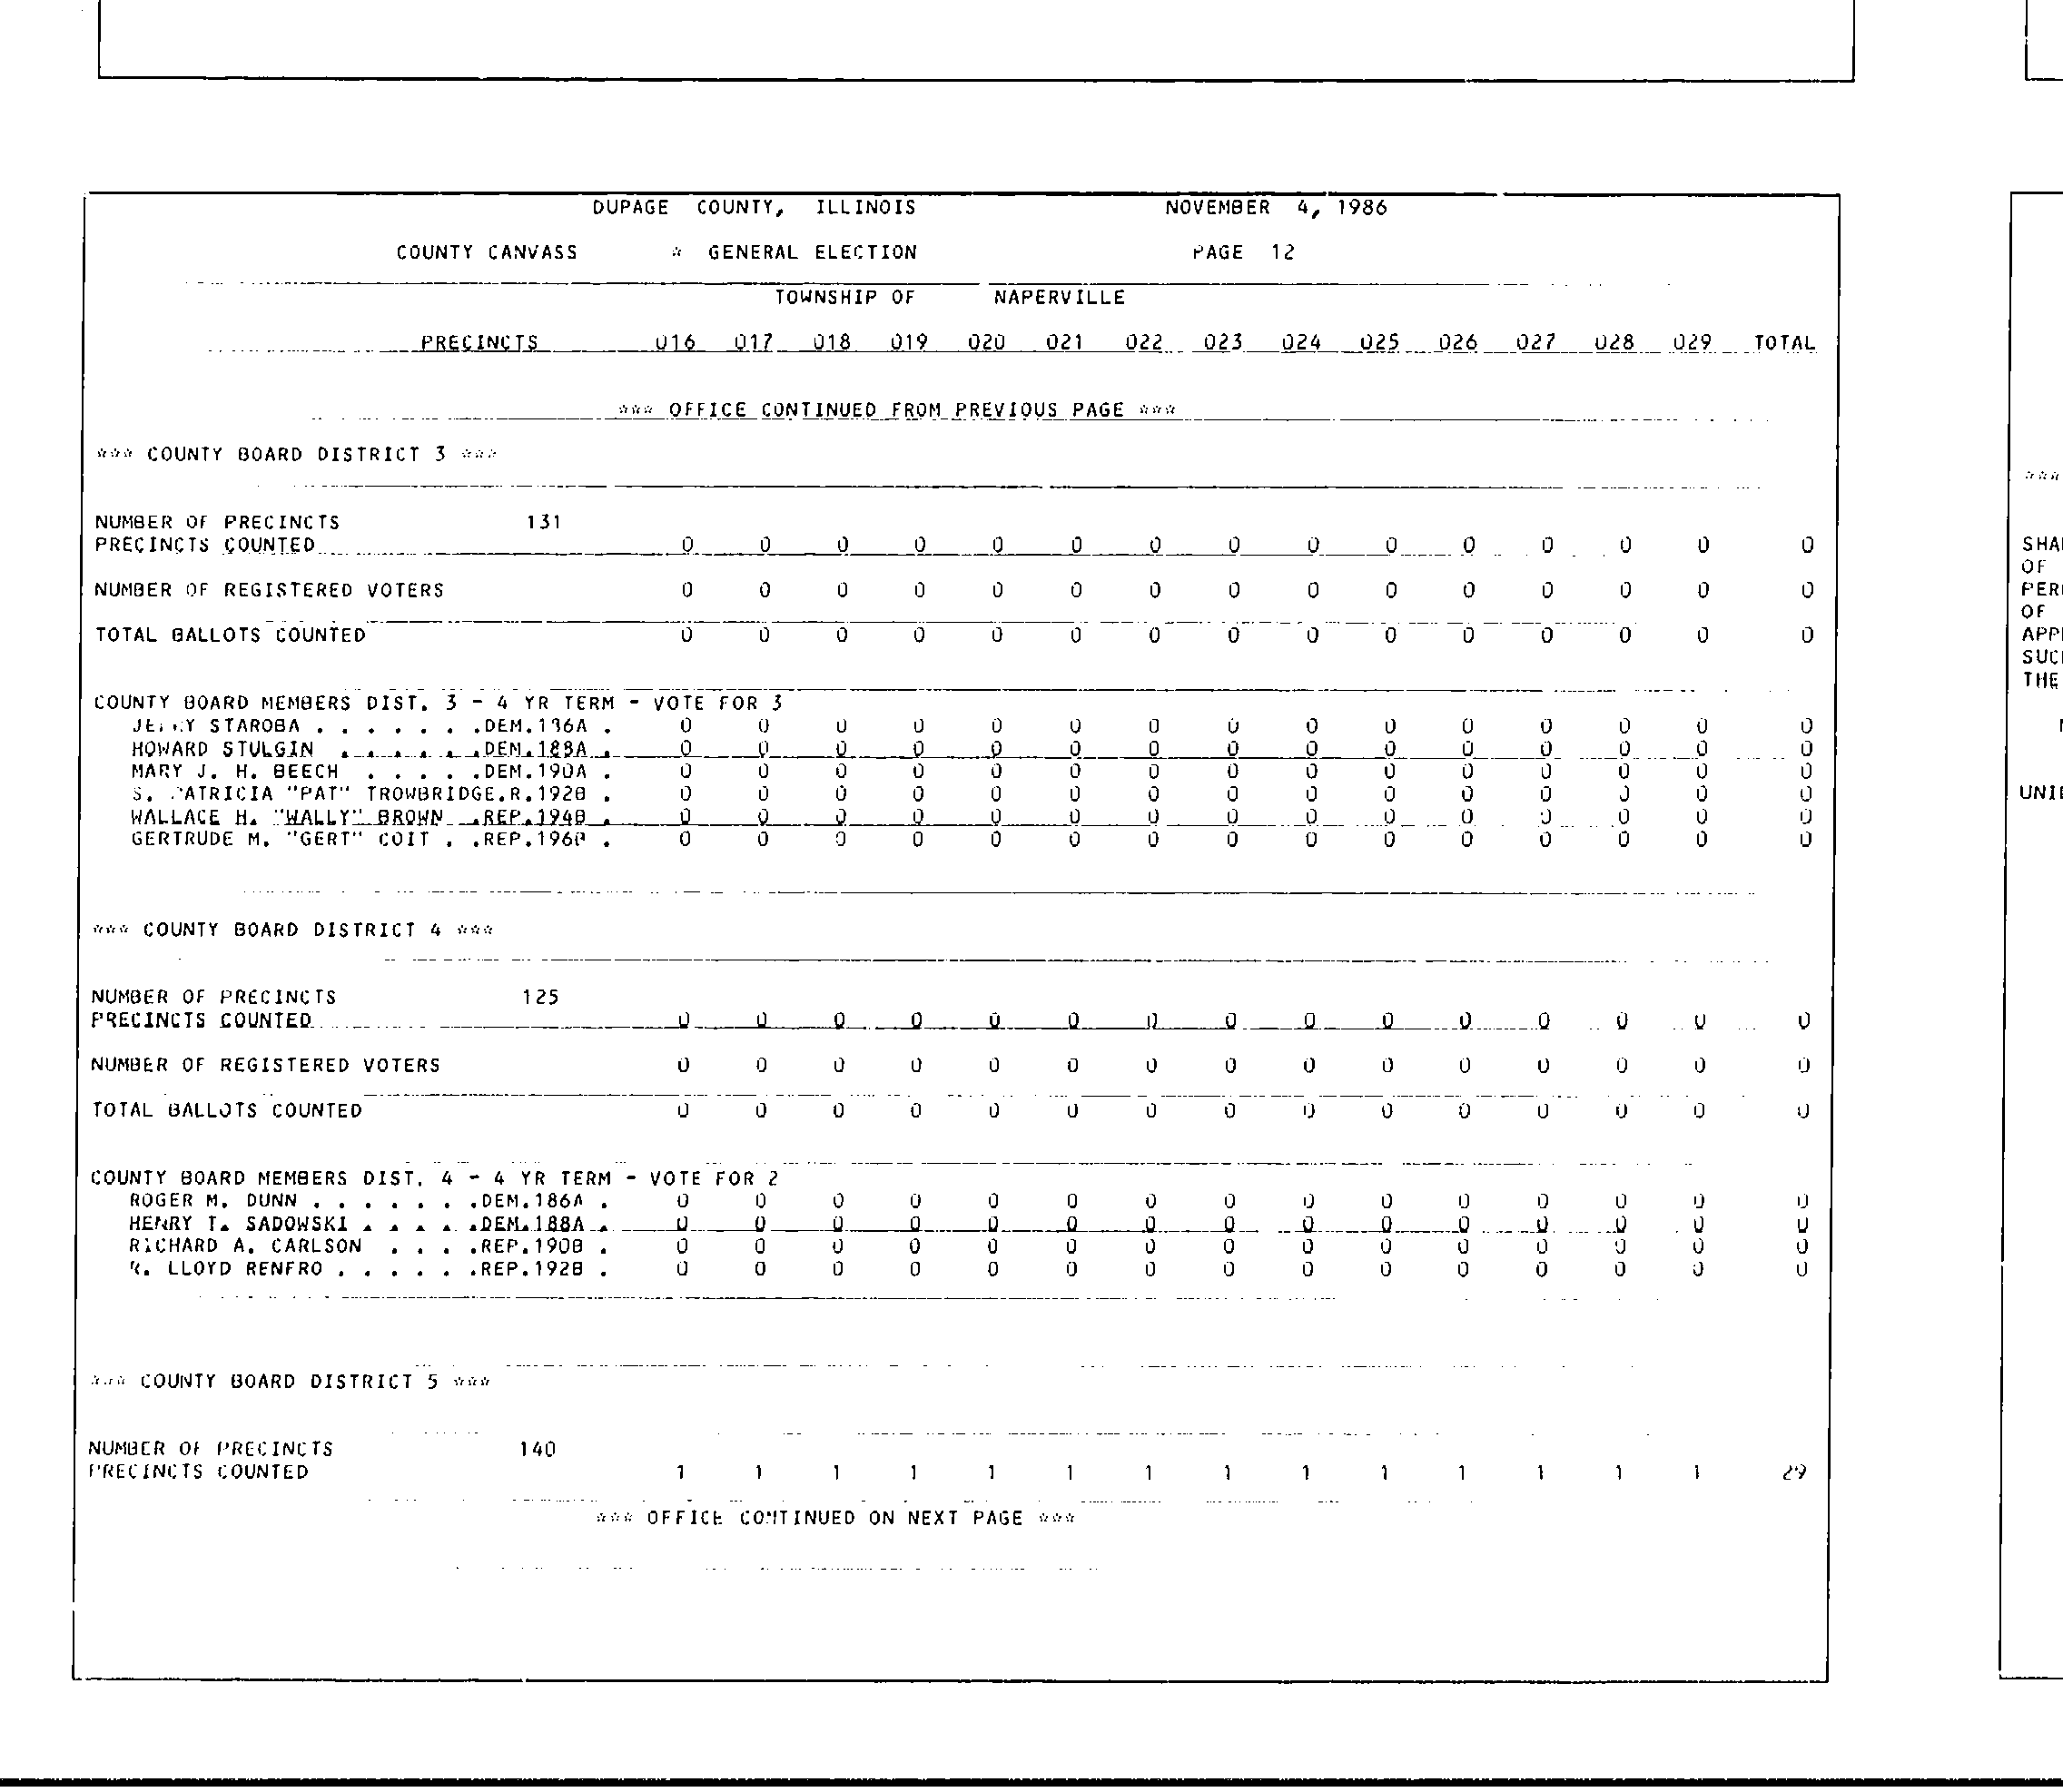 DUPAGE COUNTY, ILLINOIS NOVEMBER 4, 1986
COUNTY CANVASS * GENERAL ELECTION PAGE 12
TOWNSHIP OF NAPERVILLE
PRECINCTS 016 017 018 019 020 021 022 023 024 025 026 027 028 029 TOTAL
*** OFFICE CONTINUED FROM PREVIOUS PAGE ***
*** COUNTY BOARD DISTRICT 3 ***
NUMBER OF PRECINCTS 131
PRECINCTS COUNTED 0 0 0 0 0 0 0 0 0 0 0 0 0 0 0
NUMBER OF REGISTERED VOTERS 0 0 0 0 0 0 0 0 0 0 0 0 0 0 0
TOTAL BALLOTS COUNTED 0 0 0 0 0 0 0 0 0 0 0 0 0 0 0
COUNTY BOARD MEMBERS DIST. 3 - 4 YR TERM - VOTE FOR 3
STAROBA . . . . . . .DEM.186A . 0 0 0 0 0 0 0 0 0 0 0 0 0 0 0
HOWARD STULGIN . . . . . .DEM.188A . 0 0 0 0 0 0 0 0 0 0 0 0 0 0 0
MARY J. H. BEECH . . . . .DEM.190A . 0 0 0 0 0 0 0 0 0 0 0 0 0 0 0
S. PATRICIA "PAT" TROWBRIDGE.R.192B . 0 0 0 0 0 0 0 0 0 0 0 0 0 0 0
WALLACE H. "WALLY" BROWN .REP.194B . 0 0 0 0 0 0 0 0 0 0 0 0 0 0 0
GERTRUDE M. "GERT" COIT . .REP.196B . 0 0 0 0 0 0 0 0 0 0 0 0 0 0 0
*** COUNTY BOARD DISTRICT 4 ***
NUMBER OF PRECINCTS 125
PRECINCTS COUNTED 0 0 0 0 0 0 0 0 0 0 0 0 0 0 0
NUMBER OF REGISTERED VOTERS 0 0 0 0 0 0 0 0 0 0 0 0 0 0 0
TOTAL BALLOTS COUNTED 0 0 0 0 0 0 0 0 0 0 0 0 0 0 0
COUNTY BOARD MEMBERS DIST. 4 - 4 YR TERM - VOTE FOR 2
ROGER M. DUNN . . . . . . .DEM.186A . 0 0 0 0 0 0 0 0 0 0 0 0 0 0 0
HENRY T. SADOWSKI . . . . .DEM.188A . 0 0 0 0 0 0 0 0 0 0 0 0 0 0 0
RICHARD A. CARLSON . . . .REP.190B . 0 0 0 0 0 0 0 0 0 0 0 0 0 0 0
LLOYD RENFRO . . . . . .REP.192B . 0 0 0 0 0 0 0 0 0 0 0 0 0 0 0
*** COUNTY BOARD DISTRICT 5 ***
NUMBER OF PRECINCTS 140
PRECINCTS COUNTED 1 1 1 1 1 1 1 1 1 1 1 1 1 1 29
*** OFFICE CONTINUED ON NEXT PAGE ***
***
OF
OF
THE